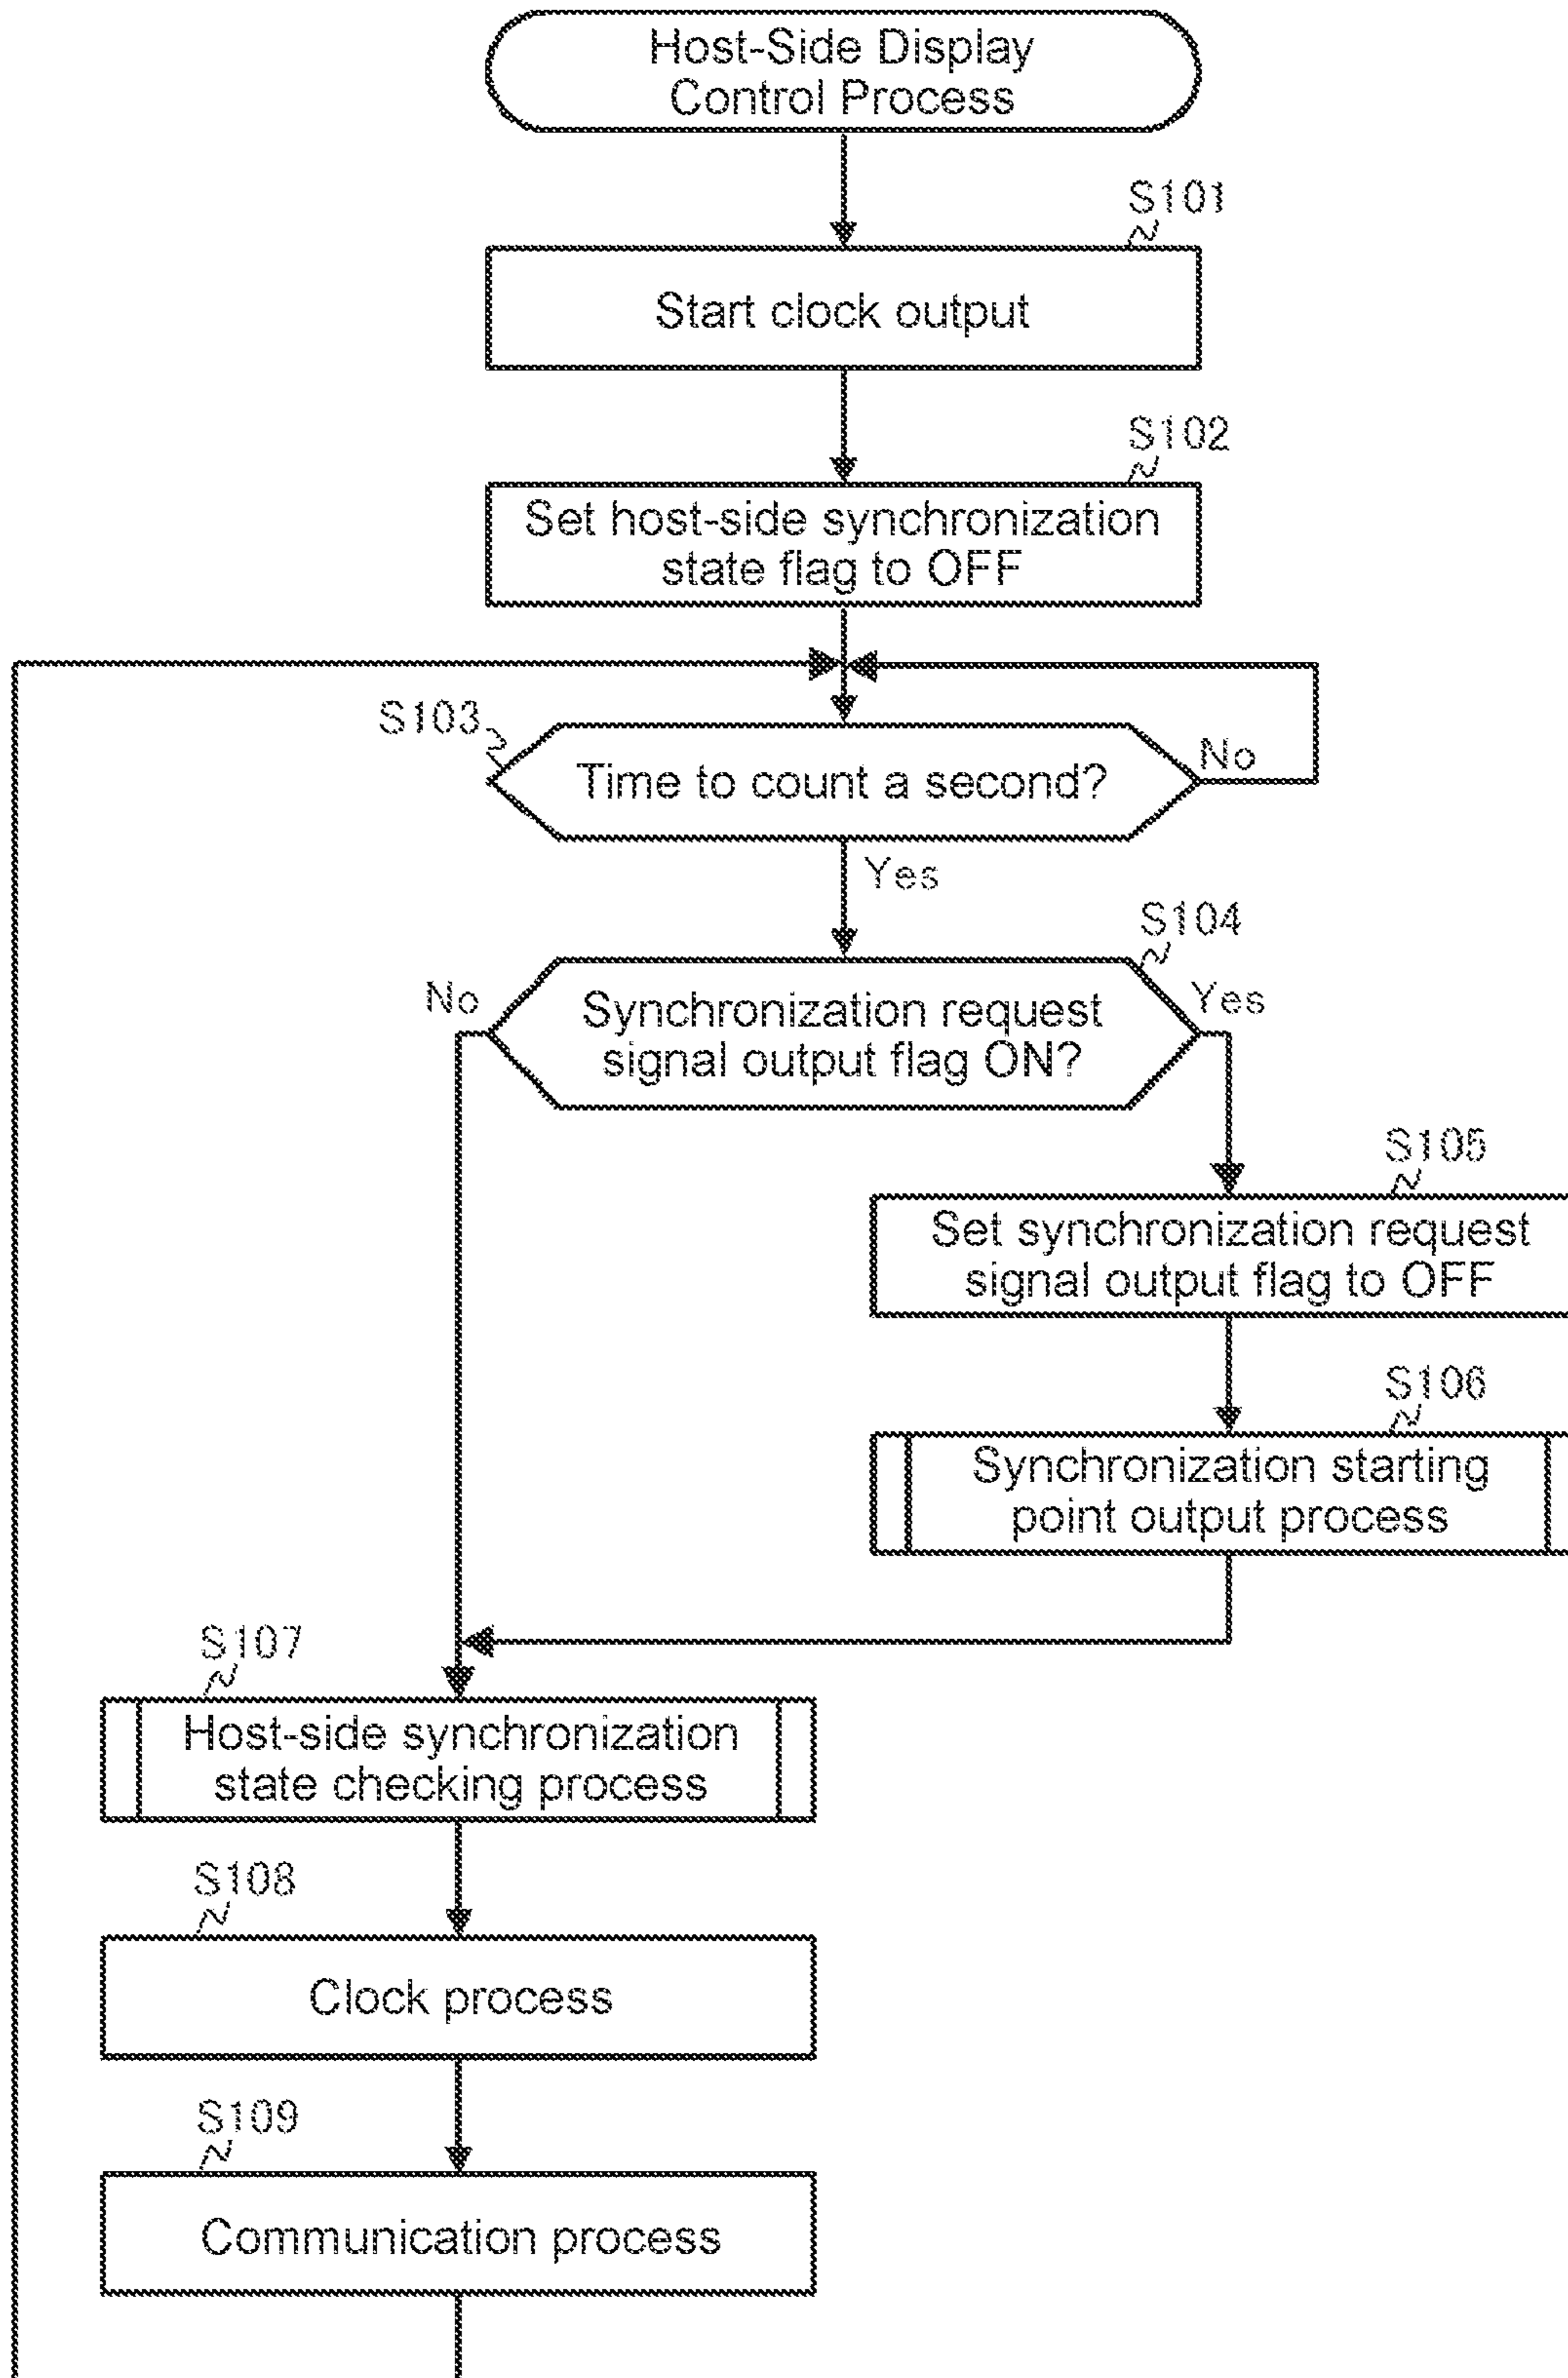 Host-Side Display
Control Process
S101
Start clock output
S102
Set host-side synchronization
state flag to OFF
S103
Time to count a second?
No
Yes
S104
No
Synchronization request
signal output flag ON?
Yes
S105
Set synchronization request
signal output flag to OFF
S106
Synchronization starting
point output process
S107
Host-side synchronization
state checking process
S108
Clock process
S109
Communication process